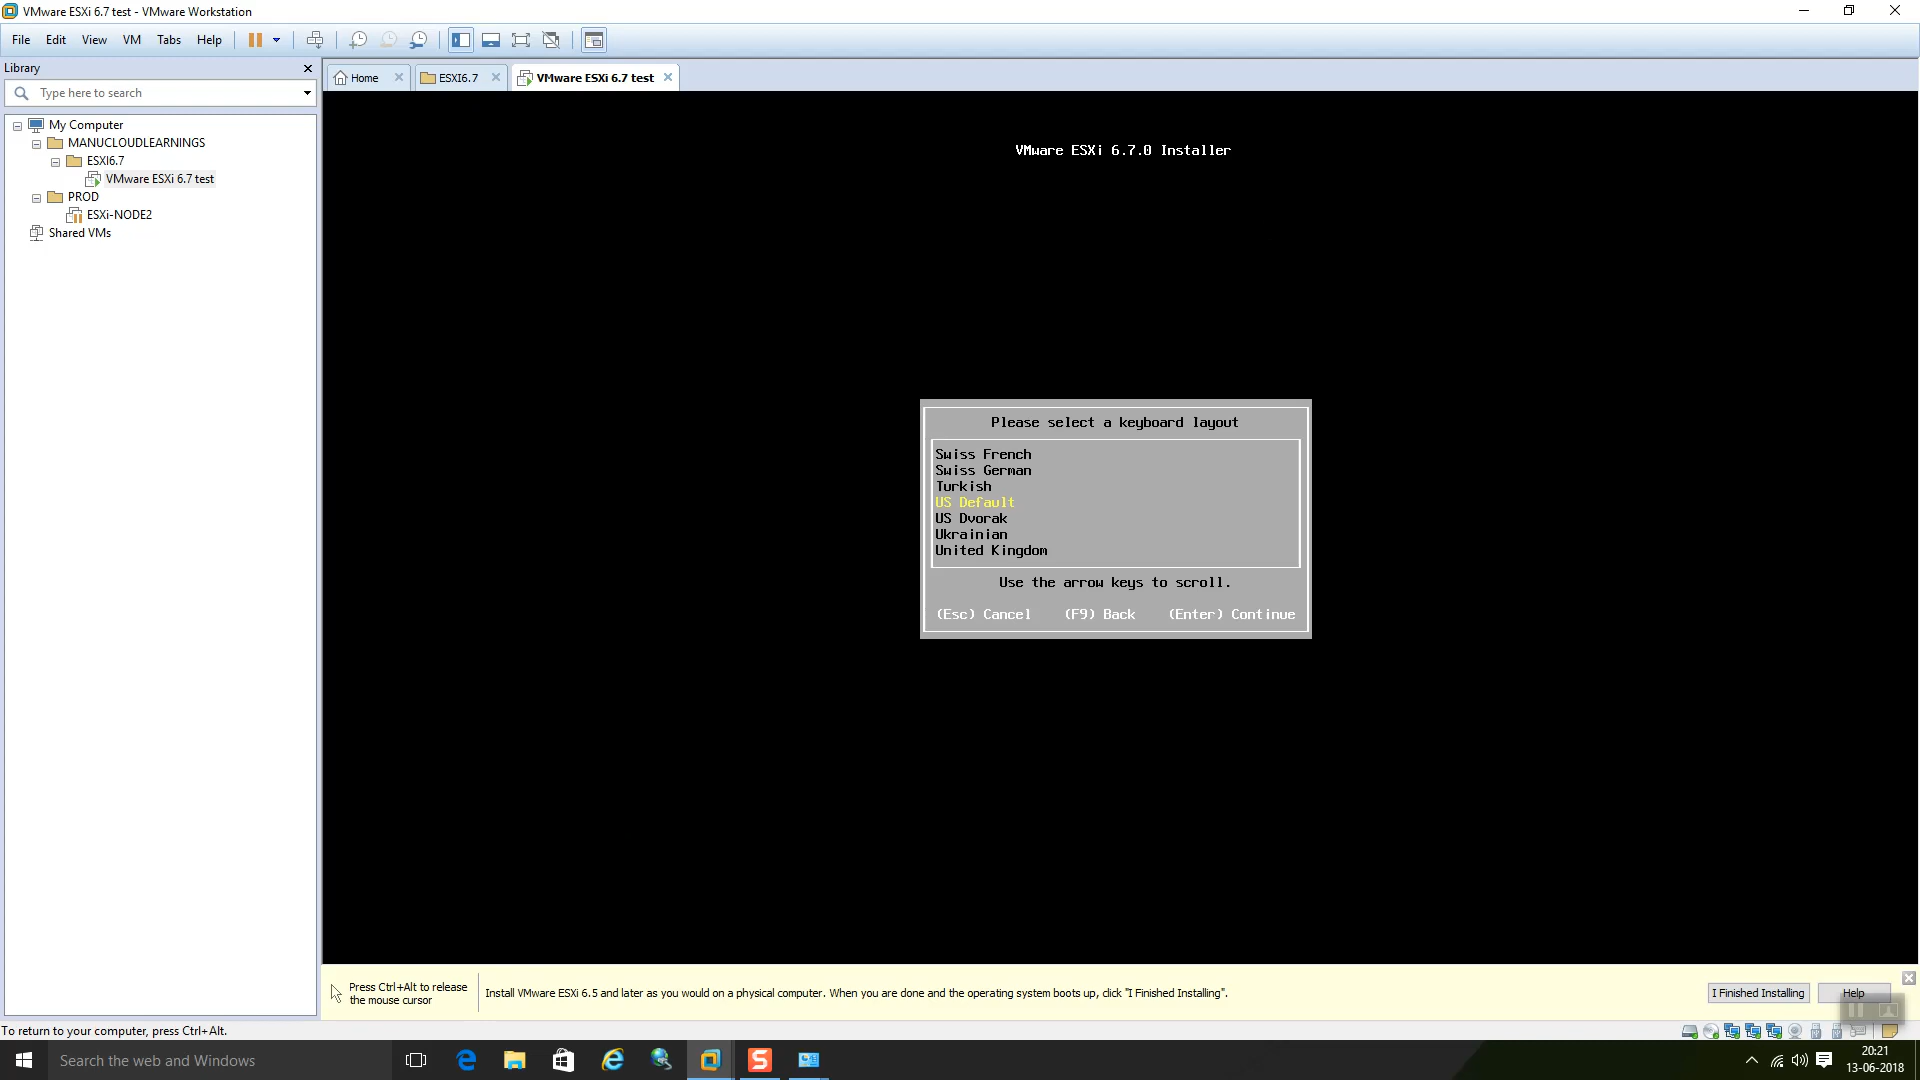 VMware ESXi 6.7 test - VMware Workstation
File Edit View VM Tabs Help
Library
Type here to search
My Computer
MANUCLOUDLEARNINGS
ESXI6.7
VMware ESXi 6.7 test
PROD
ESXi-NODE2
Shared VMs
Home
ESXI6.7
VMware ESXi 6.7 test
VMware ESXi 6.7.0 Installer
Please select a keyboard layout
Swiss French
Swiss German
Turkish
US Default
US Dvorak
Ukrainian
United Kingdom
Use the arrow keys to scroll.
(Esc) Cancel (F9) Back (Enter) Continue
Press Ctrl+Alt to release
the mouse cursor
Install VMware ESXi 6.5 and later as you would on a physical computer. When you are done and the operating system boots up, click "I Finished Installing".
I Finished Installing
Help
To return to your computer, press Ctrl+Alt.
Search the web and Windows
20:21
13-06-2018